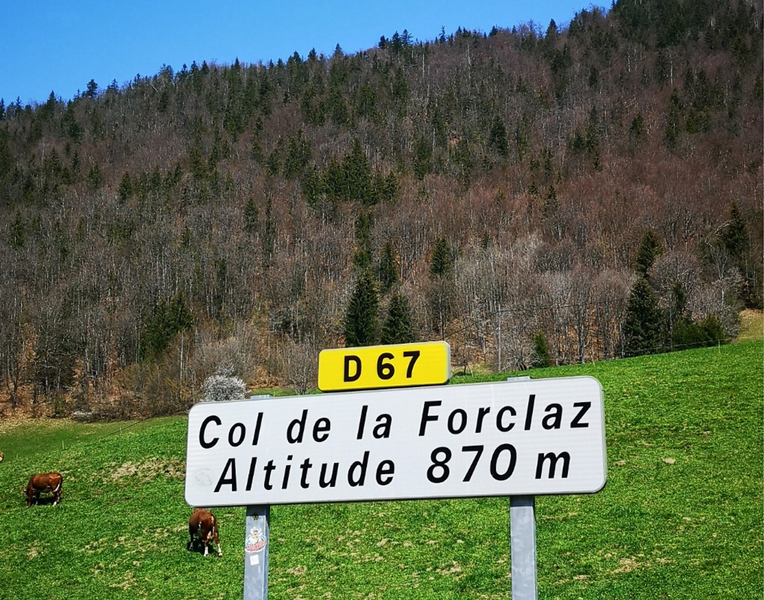 D 67
Col de la Forclaz
Altitude 870 m